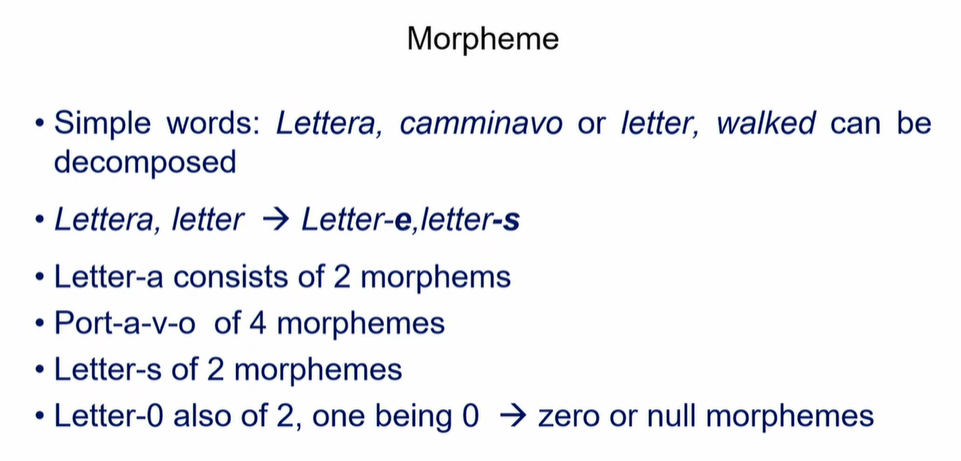 Morpheme
• Simple words: Lettera, camminavo or letter, walked can be
decomposed
• Lettera, letter → Letter-e,letter-s
• Letter-a consists of 2 morphems
• Port-a-v-o of 4 morphemes
• Letter-s of 2 morphemes
• Letter-0 also of 2, one being 0 → zero or null morphemes